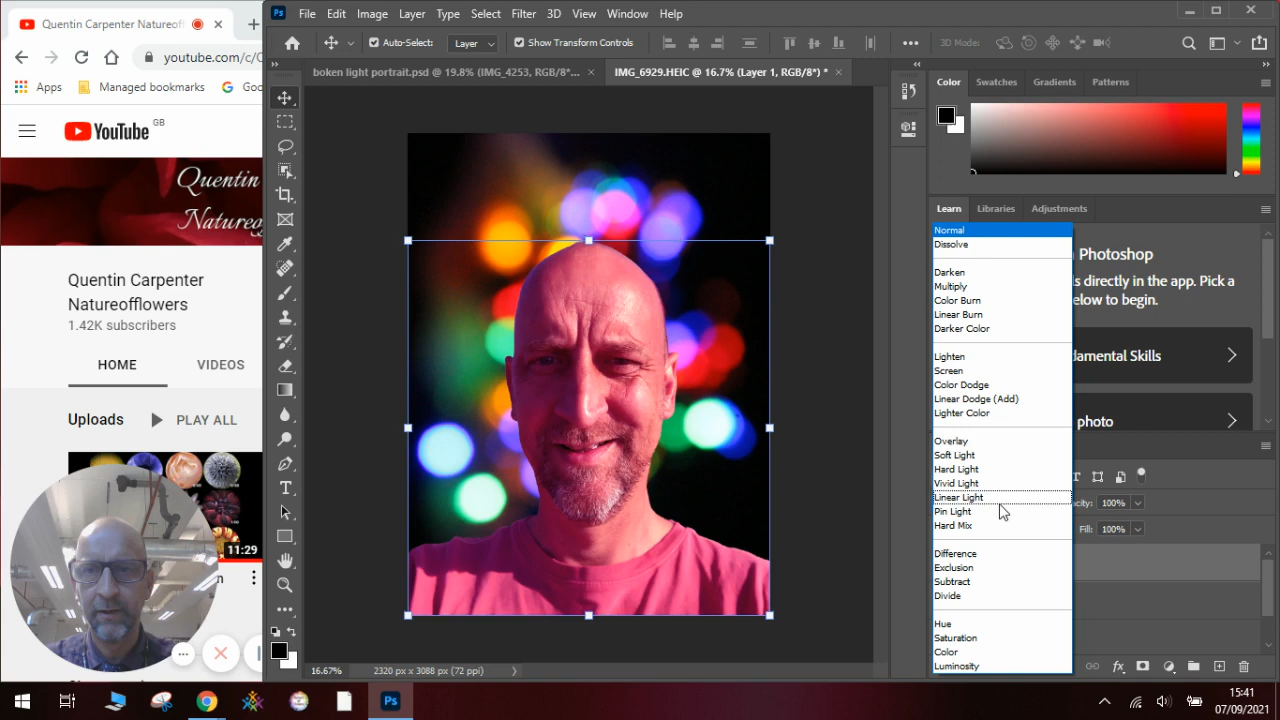 Quentin Carpenter Natureof
File Edit Image Layer Type Select Filter 3D View Window Help
youtube.com/c/
Auto-Select: Layer Show Transform Controls 3D Mode:
Apps Managed bookmarks Goo
boken light portrait.psd @ 19.8% (IMG_4253, RGB/8*... IMG_6929.HEIC @ 16.7% (Layer 1, RGB/8*) *
Color Swatches Gradients Patterns
YouTube GB
Quentin
Natureof
Learn Libraries Adjustments
Normal
Dissolve
Darken
Multiply
Color Burn
Linear Burn
Darker Color
Lighten
Screen
Color Dodge
Linear Dodge (Add)
Lighter Color
Overlay
Soft Light
Hard Light
Vivid Light
Linear Light
Pin Light
Hard Mix
Difference
Exclusion
Subtract
Divide
Hue
Saturation
Color
Luminosity
Photoshop
s directly in the app. Pick a
elow to begin.
damental Skills
photo
acity: 100%
Fill: 100%
Quentin Carpenter
Natureofflowers
1.42K subscribers
HOME VIDEOS
Uploads PLAY ALL
11:29
n
16.67% 2320 px x 3088 px (72 ppi)
15:41
07/09/2021